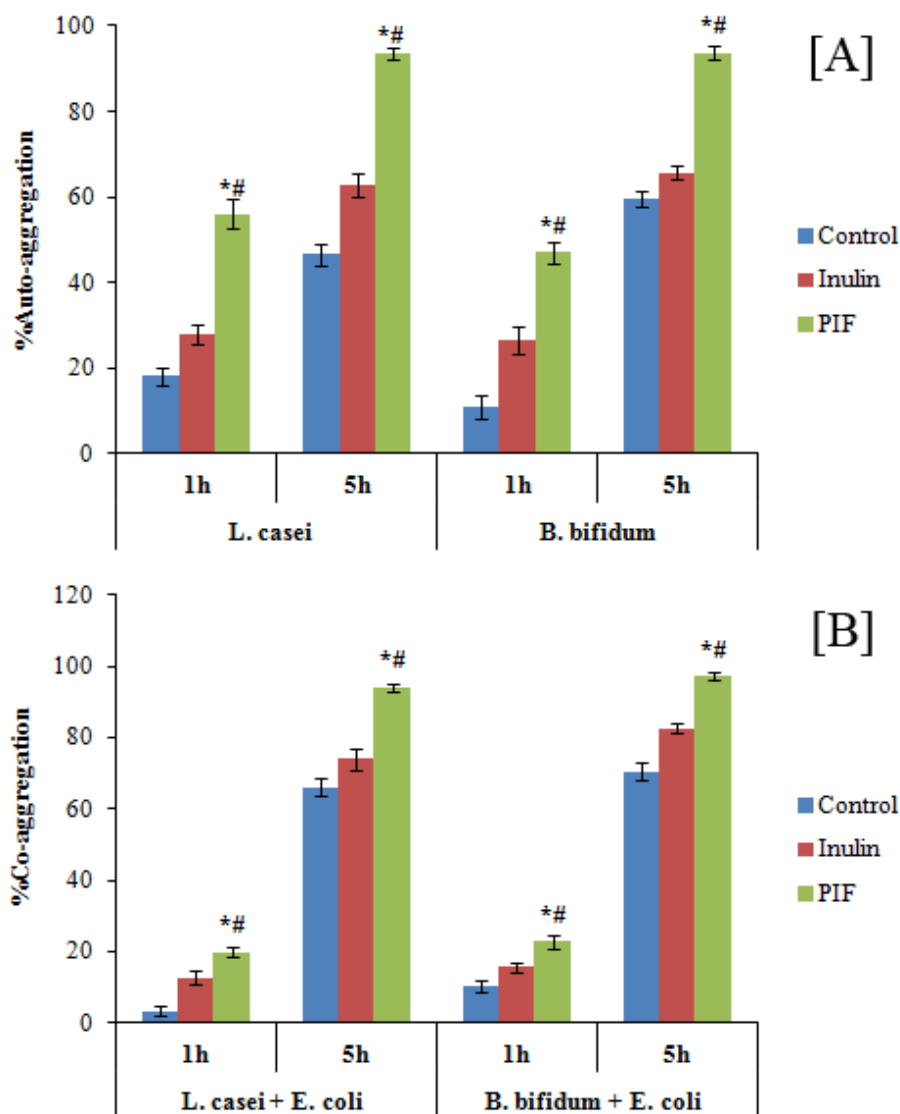 [A]
%Auto-aggregation
100
80
60
40
20
0
*# *# *# *#
1h 5h 1h 5h
L. casei B. bifidum
Control
Inulin
PIF
[B]
%Co-aggregation
120
100
80
60
40
20
0
*# *# *# *#
1h 5h 1h 5h
L. casei + E. coli B. bifidum + E. coli
Control
Inulin
PIF